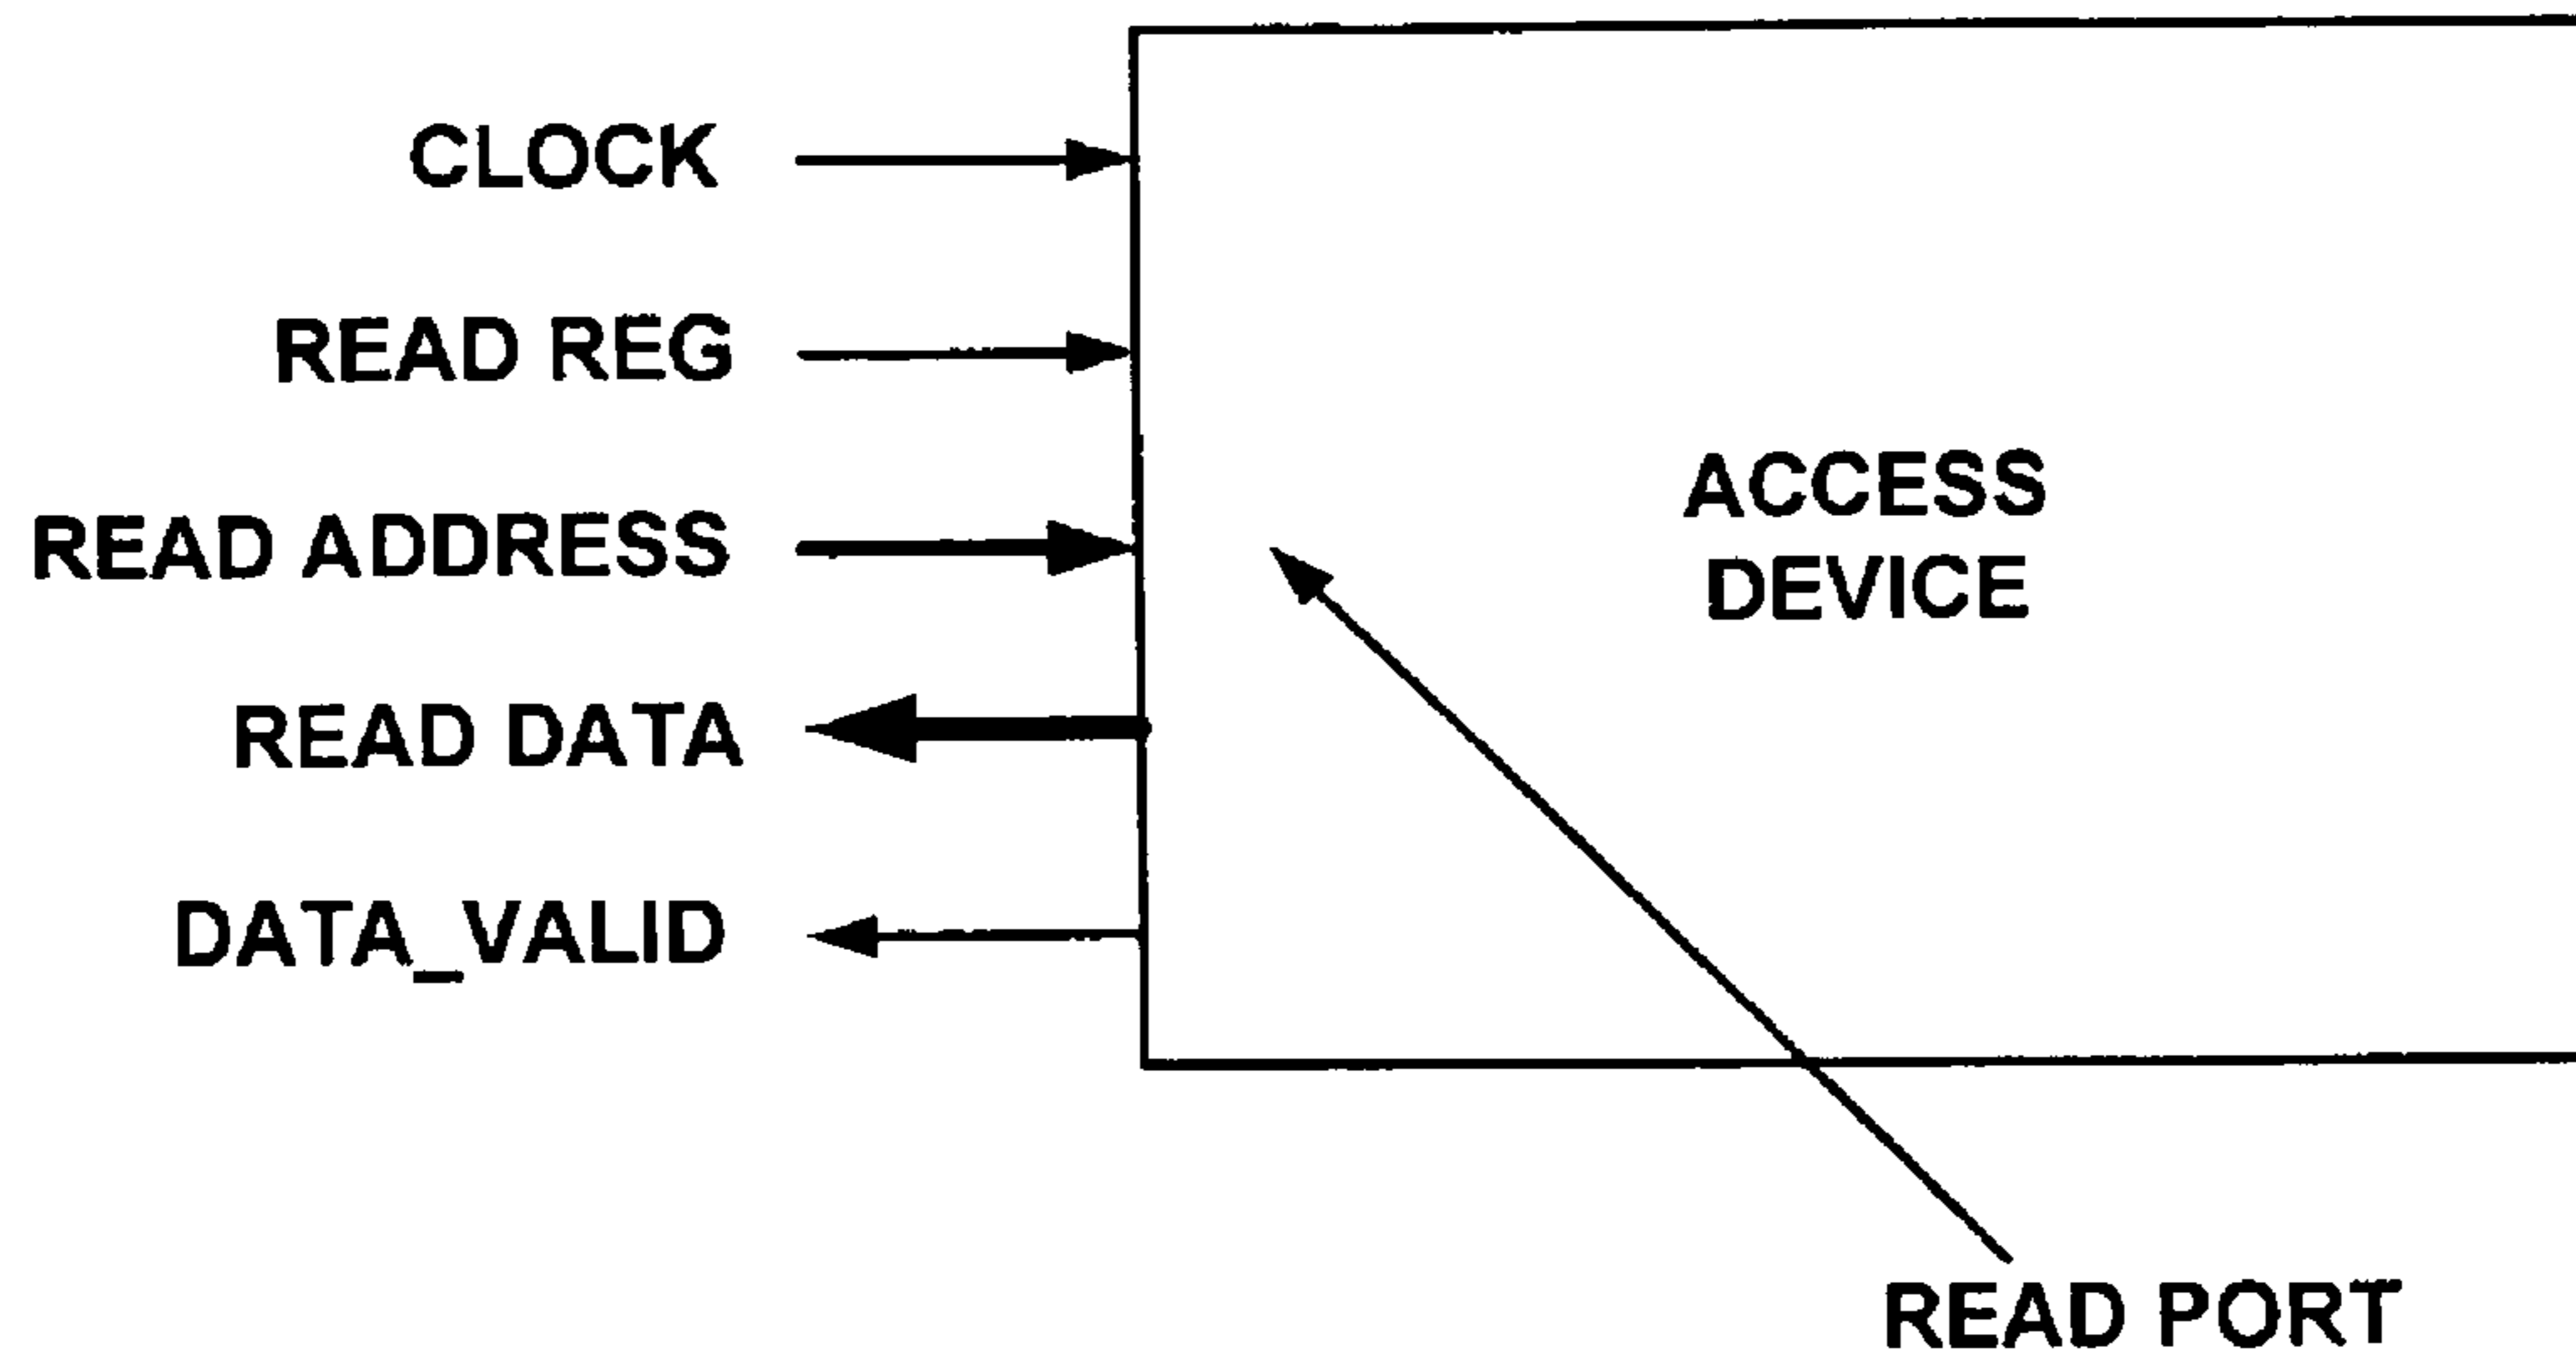 CLOCK
READ REG
READ ADDRESS
READ DATA
DATA_VALID
ACCESS
DEVICE
READ PORT